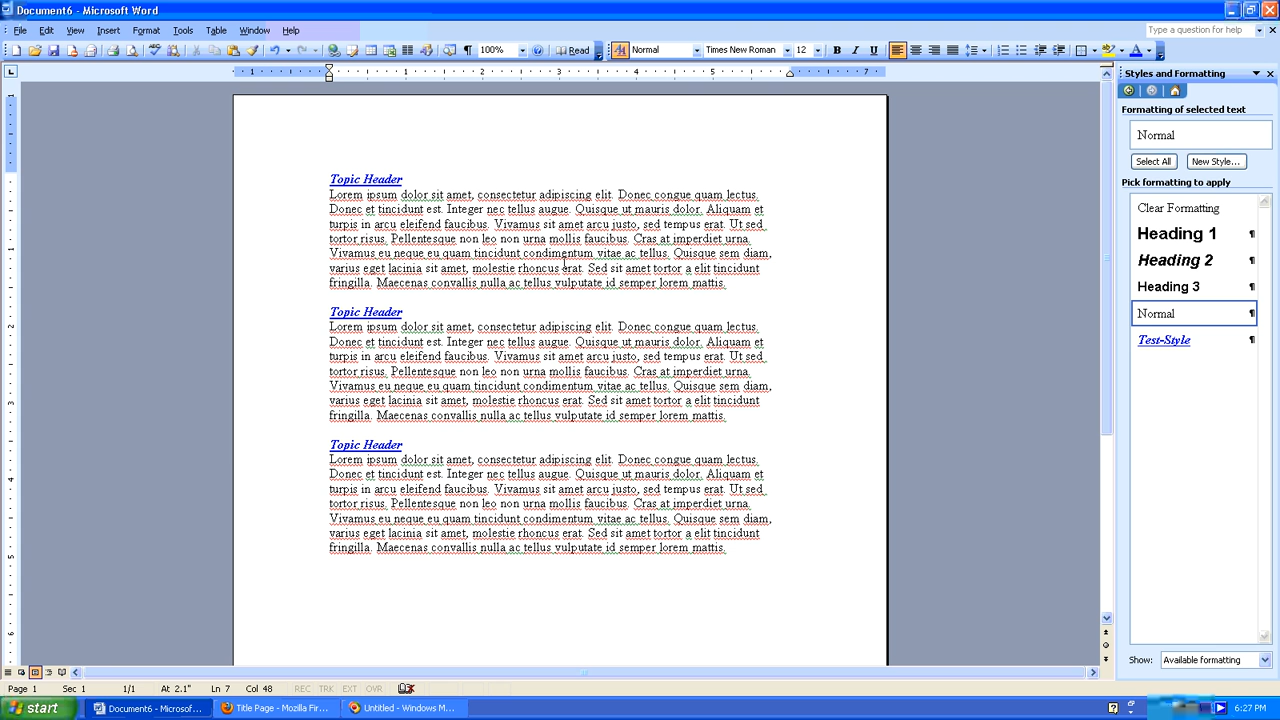 Document6 - Microsoft Word
File Edit View Insert Format Tools Table Window Help
Type a question for help
100% Read Normal Times New Roman 12 B I U A
1 1 2 3 4 5 7
Topic Header
Lorem ipsum dolor sit amet, consectetur adipiscing elit. Donec congue quam lectus.
Donec et tincidunt est. Integer nec tellus augue. Quisque ut mauris dolor. Aliquam et
turpis in arcu eleifend faucibus. Vivamus sit amet arcu justo, sed tempus erat. Ut sed
tortor risus. Pellentesque non leo non urna mollis faucibus. Cras at imperdiet urna.
Vivamus eu neque eu quam tincidunt condimentum vitae ac tellus. Quisque sem diam,
varius eget lacinia sit amet, molestie rhoncus erat. Sed sit amet tortor a elit tincidunt
fringilla. Maecenas convallis nulla ac tellus vulputate id semper lorem mattis.
Topic Header
Lorem ipsum dolor sit amet, consectetur adipiscing elit. Donec congue quam lectus.
Donec et tincidunt est. Integer nec tellus augue. Quisque ut mauris dolor. Aliquam et
turpis in arcu eleifend faucibus. Vivamus sit amet arcu justo, sed tempus erat. Ut sed
tortor risus. Pellentesque non leo non urna mollis faucibus. Cras at imperdiet urna.
Vivamus eu neque eu quam tincidunt condimentum vitae ac tellus. Quisque sem diam,
varius eget lacinia sit amet, molestie rhoncus erat. Sed sit amet tortor a elit tincidunt
fringilla. Maecenas convallis nulla ac tellus vulputate id semper lorem mattis.
Topic Header
Lorem ipsum dolor sit amet, consectetur adipiscing elit. Donec congue quam lectus.
Donec et tincidunt est. Integer nec tellus augue. Quisque ut mauris dolor. Aliquam et
turpis in arcu eleifend faucibus. Vivamus sit amet arcu justo, sed tempus erat. Ut sed
tortor risus. Pellentesque non leo non urna mollis faucibus. Cras at imperdiet urna.
Vivamus eu neque eu quam tincidunt condimentum vitae ac tellus. Quisque sem diam,
varius eget lacinia sit amet, molestie rhoncus erat. Sed sit amet tortor a elit tincidunt
fringilla. Maecenas convallis nulla ac tellus vulputate id semper lorem mattis.
Styles and Formatting
Formatting of selected text
Normal
Select All New Style...
Pick formatting to apply
Clear Formatting
Heading 1 ¶
Heading 2 ¶
Heading 3 ¶
Normal ¶
Test-Style ¶
Show: Available formatting
Page 1 Sec 1 1/1 At 2.1" Ln 7 Col 48 REC TRK EXT OVR
start Document6 - Microsof... Title Page - Mozilla Fir... Untitled - Windows M... 6:27 PM